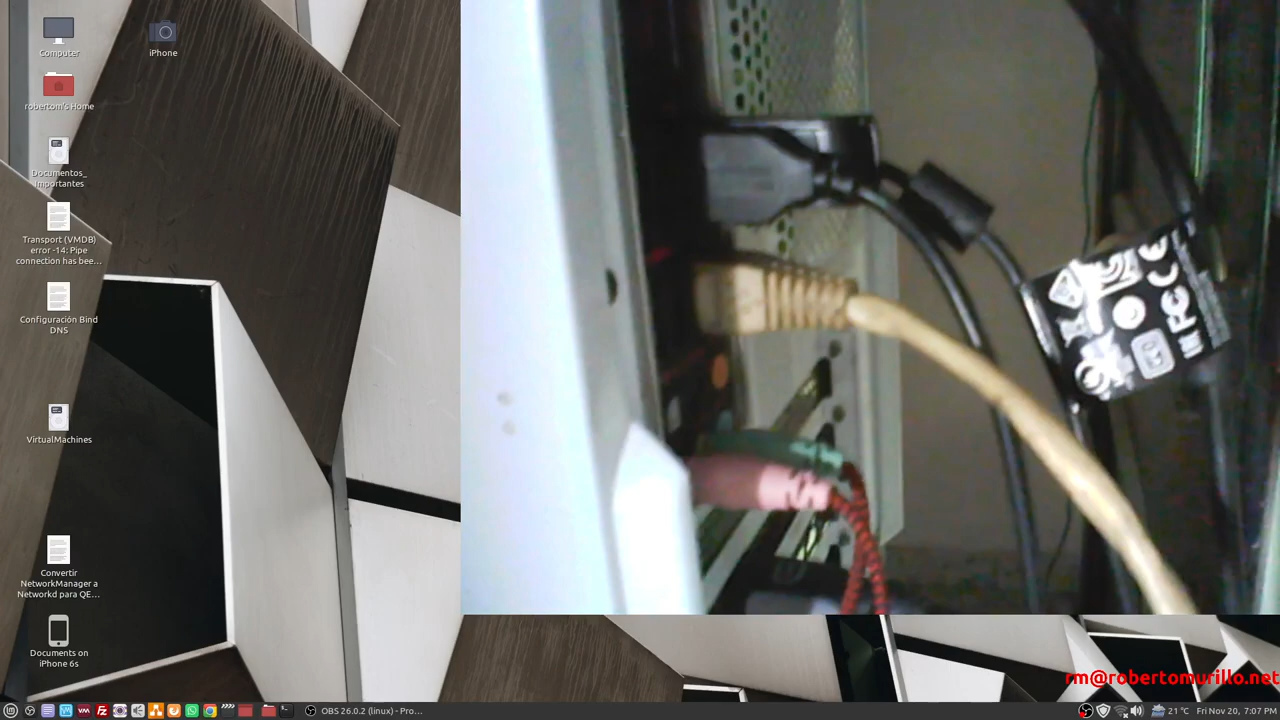 Computer
iPhone
robertom's Home
Documentos_
Importantes
Transport (VMDB)
error -14: Pipe
connection has bee...
Configuración Bind
DNS
VirtualMachines
Convertir
NetworkManager a
Networkd para QE...
Documents on
iPhone 6s
FC CE
rm@robertomurillo.net
OBS 26.0.2 (linux) - Pro...
21 °C
Fri Nov 20, 7:07 PM